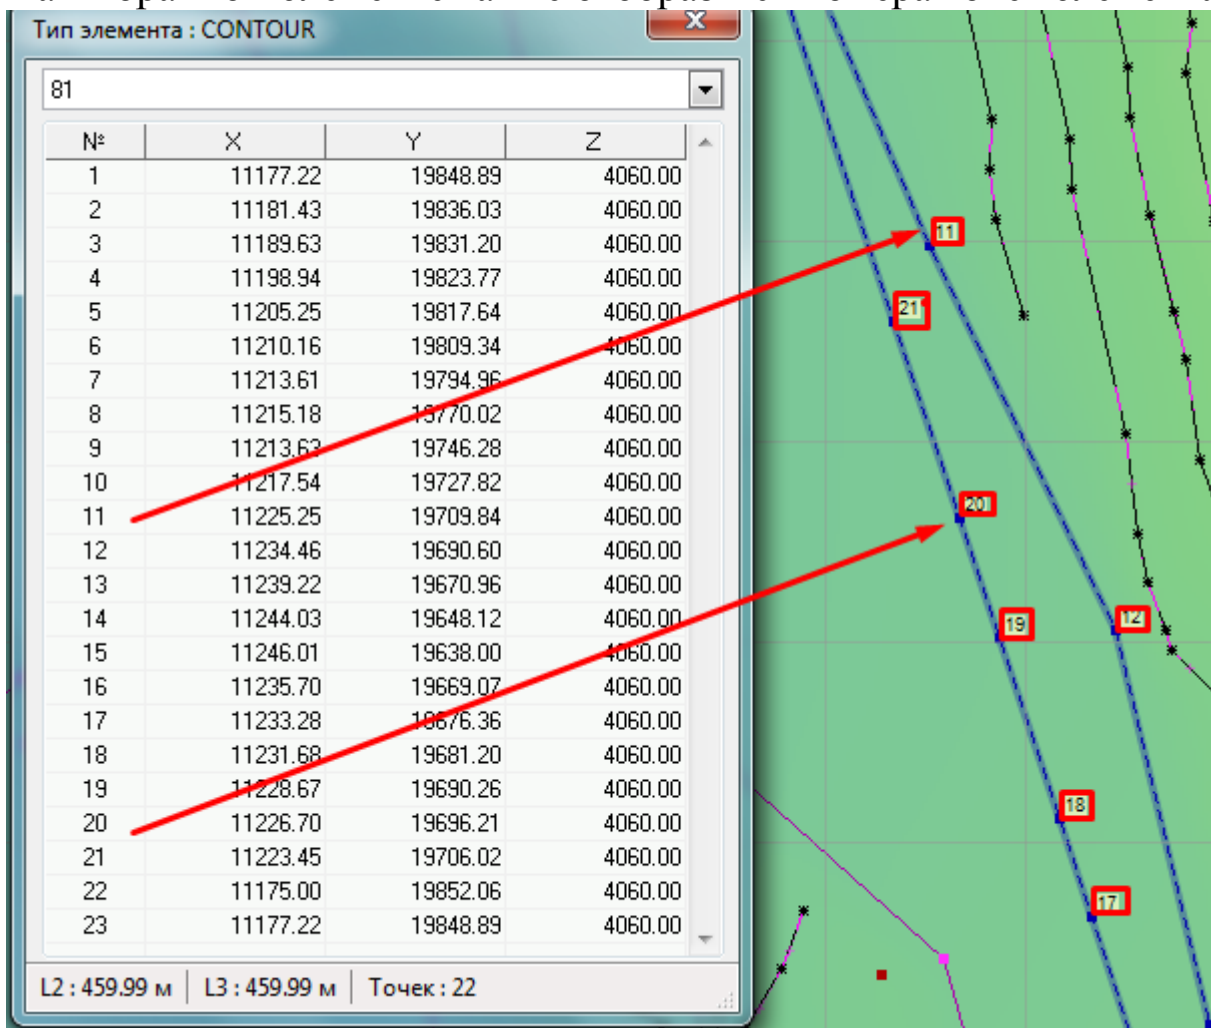 Тип элемента : CONTOUR
81
№ X Y Z
1 11177.22 19848.89 4060.00
2 11181.43 19836.03 4060.00
3 11189.63 19831.20 4060.00
4 11198.94 19823.77 4060.00
5 11205.25 19817.64 4060.00
6 11210.16 19809.34 4060.00
7 11213.61 19794.96 4060.00
8 11215.18 19770.02 4060.00
9 11213.63 19746.28 4060.00
10 11217.54 19727.82 4060.00
11 11225.25 19709.84 4060.00
12 11234.46 19690.60 4060.00
13 11239.22 19670.96 4060.00
14 11244.03 19648.12 4060.00
15 11246.01 19638.00 4060.00
16 11235.70 19669.07 4060.00
17 11233.28 19676.36 4060.00
18 11231.68 19681.20 4060.00
19 11228.67 19690.26 4060.00
20 11226.70 19696.21 4060.00
21 11223.45 19706.02 4060.00
22 11175.00 19852.06 4060.00
23 11177.22 19848.89 4060.00
L2 : 459.99 м L3 : 459.99 м Точек : 22
11
21
20
19
12
18
17